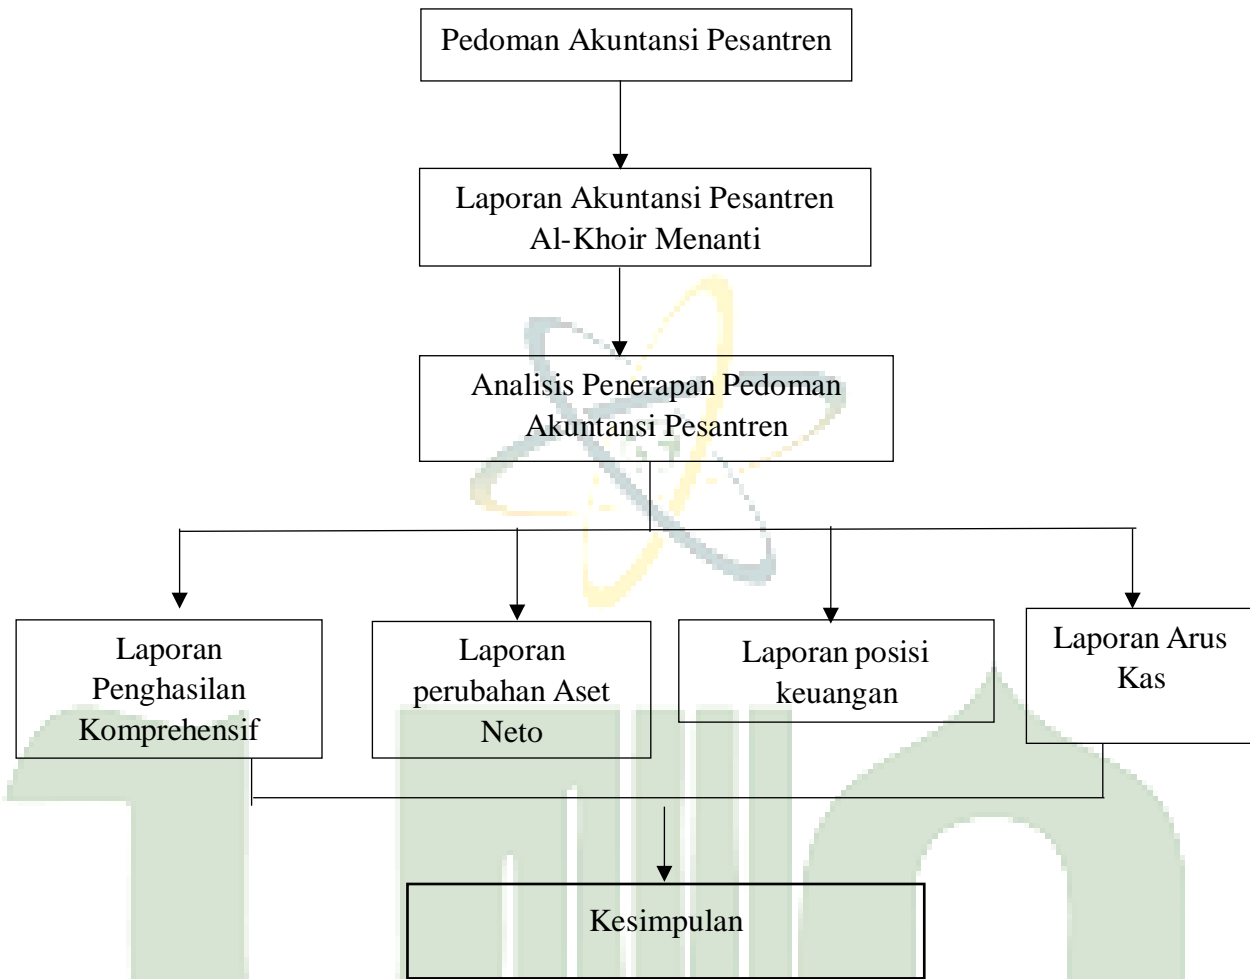 Pedoman Akuntansi Pesantren
Laporan Akuntansi Pesantren
Al-Khoir Menanti
Analisis Penerapan Pedoman
Akuntansi Pesantren
Laporan
Penghasilan
Komprehensif
Laporan
perubahan Aset
Neto
Laporan posisi
keuangan
Laporan Arus
Kas
Kesimpulan